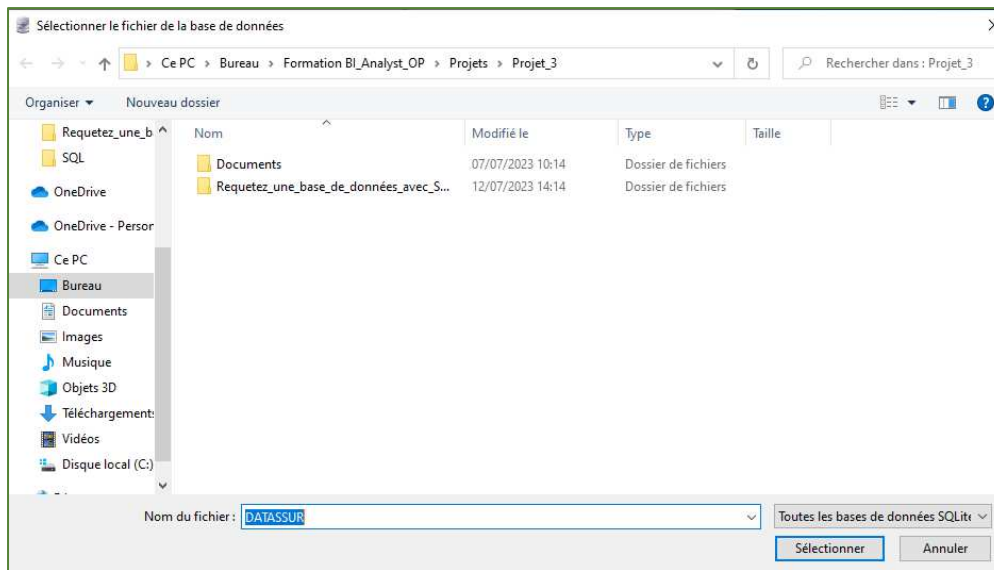 Sélectionner le fichier de la base de données
Ce PC > Bureau > Formation BI_Analyst_OP > Projets > Projet_3
Rechercher dans : Projet_3
Organiser
Nouveau dossier
Requetez_une_b
SQL
OneDrive
OneDrive - Person
Ce PC
Bureau
Documents
Images
Musique
Objets 3D
Téléchargements
Vidéos
Disque local (C:)
Nom Modifié le Type Taille
Documents 07/07/2023 10:14 Dossier de fichiers
Requetez_une_base_de_données_avec_S... 12/07/2023 14:14 Dossier de fichiers
Nom du fichier : DATASSUR
Toutes les bases de données SQLite
Sélectionner Annuler